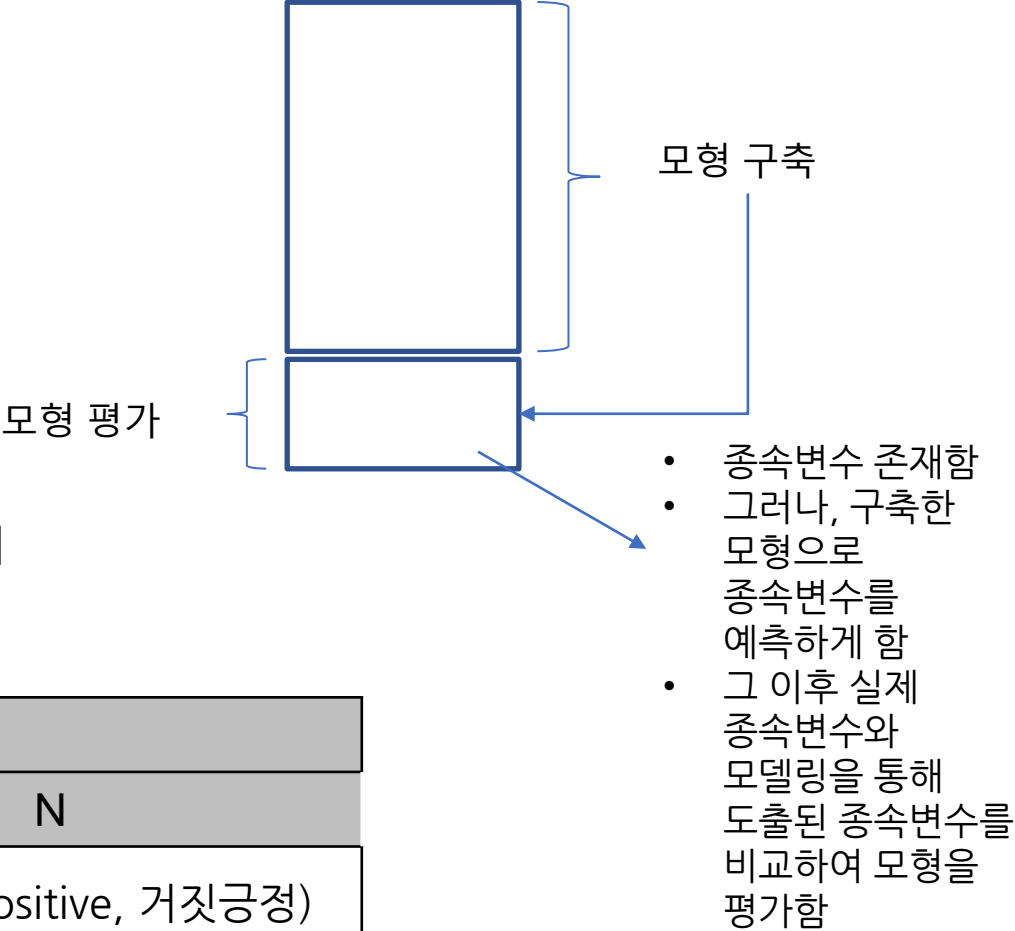 모형 구축
모형 평가
• 종속변수 존재함
• 그러나, 구축한
모형으로
종속변수를
예측하게 함
• 그 이후 실제
종속변수와
모델링을 통해
도출된 종속변수를
비교하여 모형을
평가함
N
ositive, 거짓긍정)